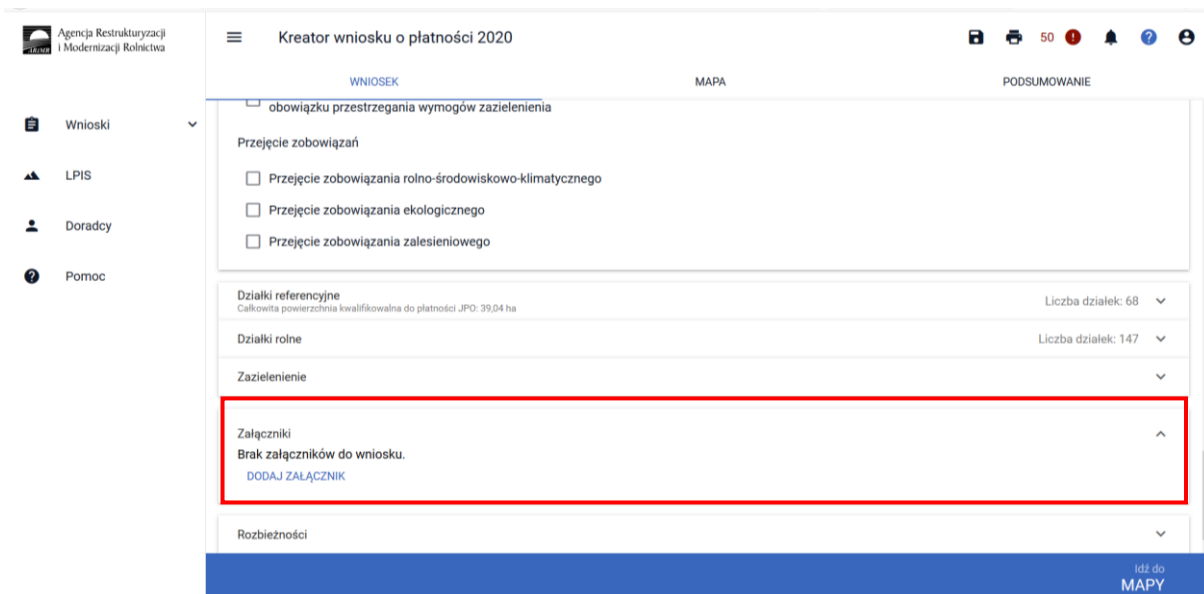 Agencja Restrukturyzacji
i Modernizacji Rolnictwa
ARiMR
Kreator wniosku o płatności 2020
50
WNIOSEK
MAPA
PODSUMOWANIE
Wnioski
LPIS
Doradcy
Pomoc
obowiązku przestrzegania wymogów zazielenienia
Przejęcie zobowiązań
Przejęcie zobowiązania rolno-środowiskowo-klimatycznego
Przejęcie zobowiązania ekologicznego
Przejęcie zobowiązania zalesieniowego
Działki referencyjne
Całkowita powierzchnia kwalifikowalna do płatności JPO: 39,04 ha
Liczba działek: 68
Działki rolne
Liczba działek: 147
Zazielenienie
Załączniki
Brak załączników do wniosku.
DODAJ ZAŁĄCZNIK
Rozbieżności
Idź do
MAPY